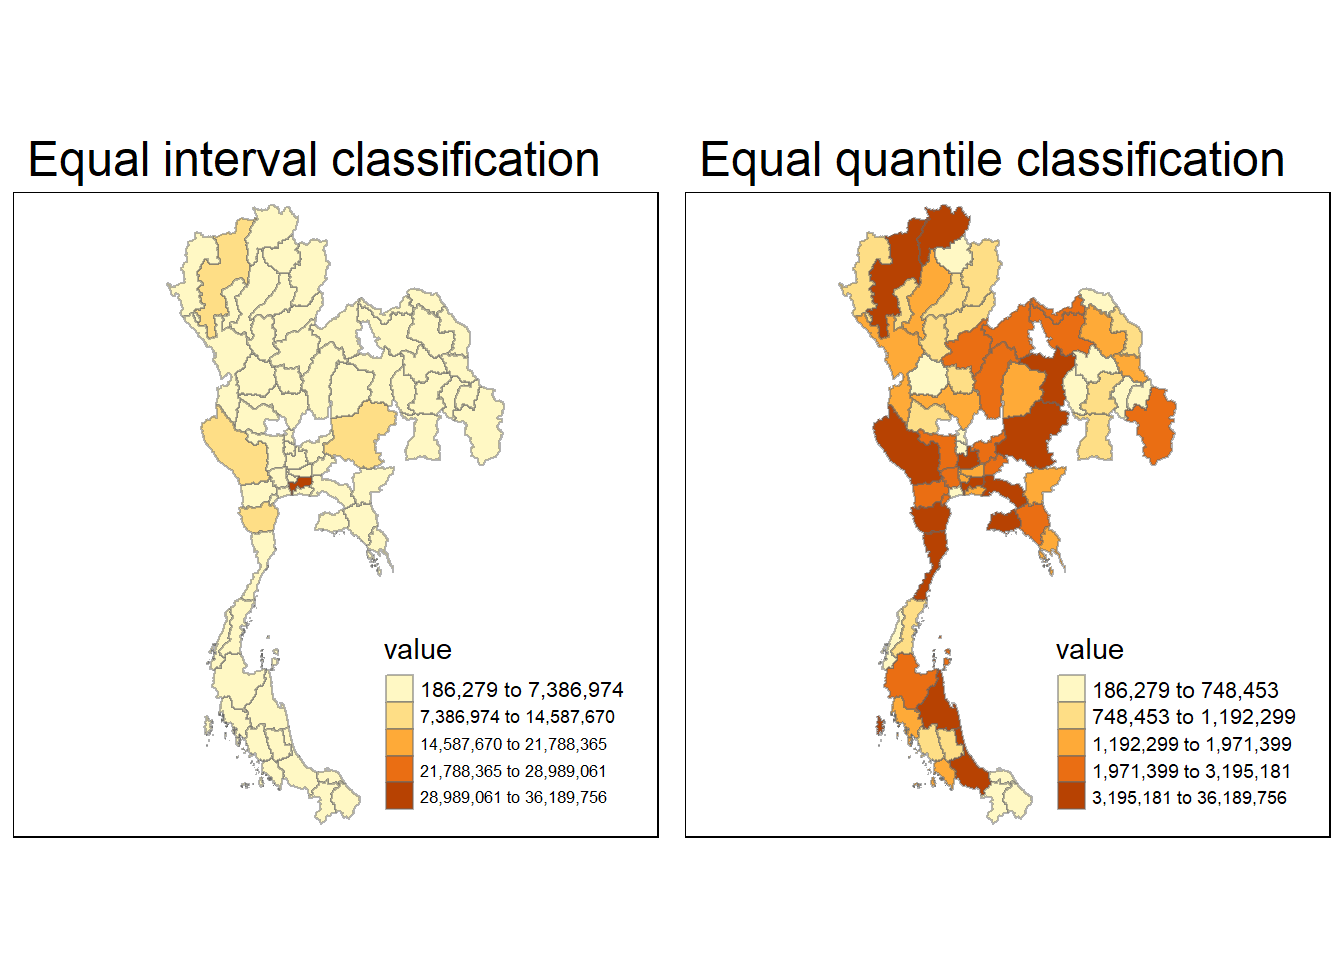 Equal interval classification
value
186,279 to 7,386,974
7,386,974 to 14,587,670
14,587,670 to 21,788,365
21,788,365 to 28,989,061
28,989,061 to 36,189,756
Equal quantile classification
value
186,279 to 748,453
748,453 to 1,192,299
1,192,299 to 1,971,399
1,971,399 to 3,195,181
3,195,181 to 36,189,756